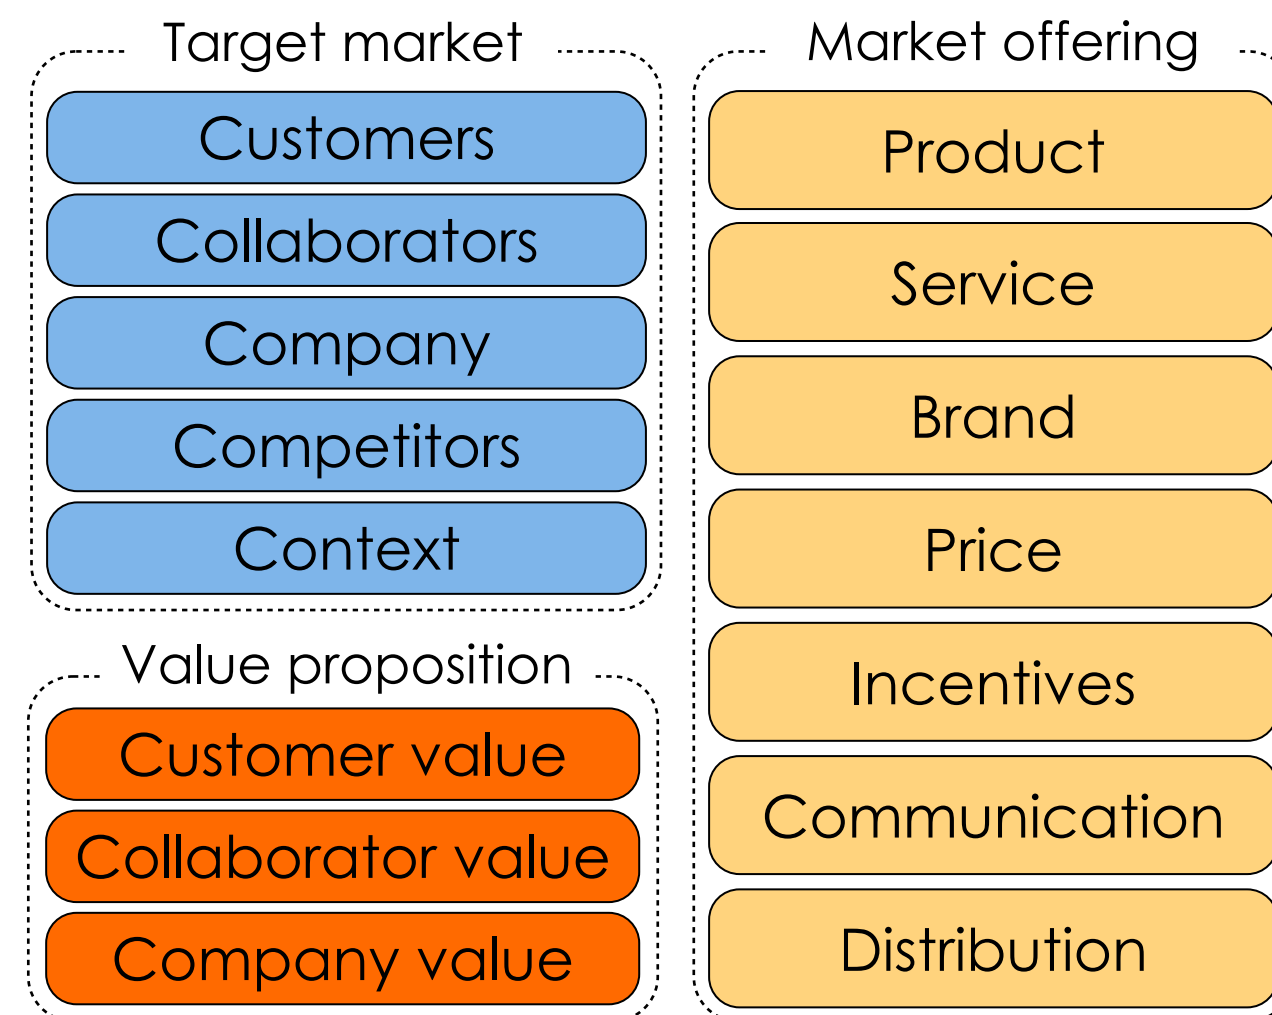 Target market
Customers
Collaborators
Company
Competitors
Context
Value proposition
Customer value
Collaborator value
Company value
Market offering
Product
Service
Brand
Price
Incentives
Communication
Distribution